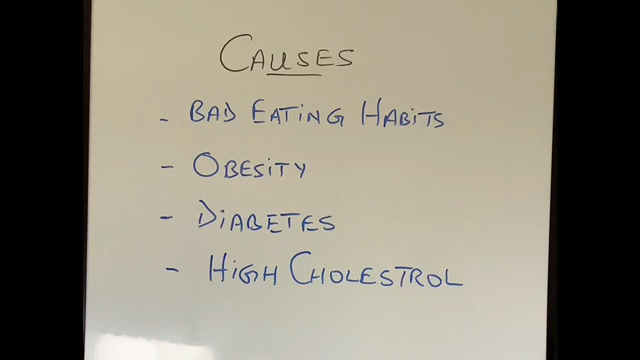 Causes
- Bad Eating Habits
- Obesity
- Diabetes
- High Cholestrol